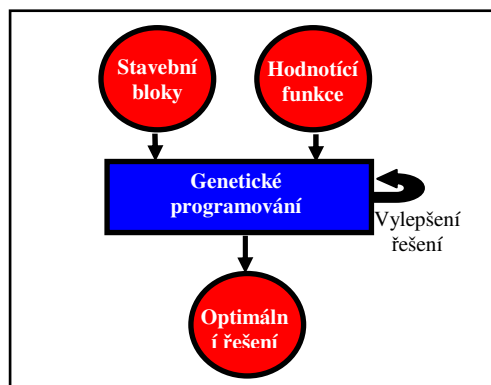 Stavební
bloky
Hodnotící
funkce
Genetické
programování
Vylepšení
řešení
Optimáln
í řešení